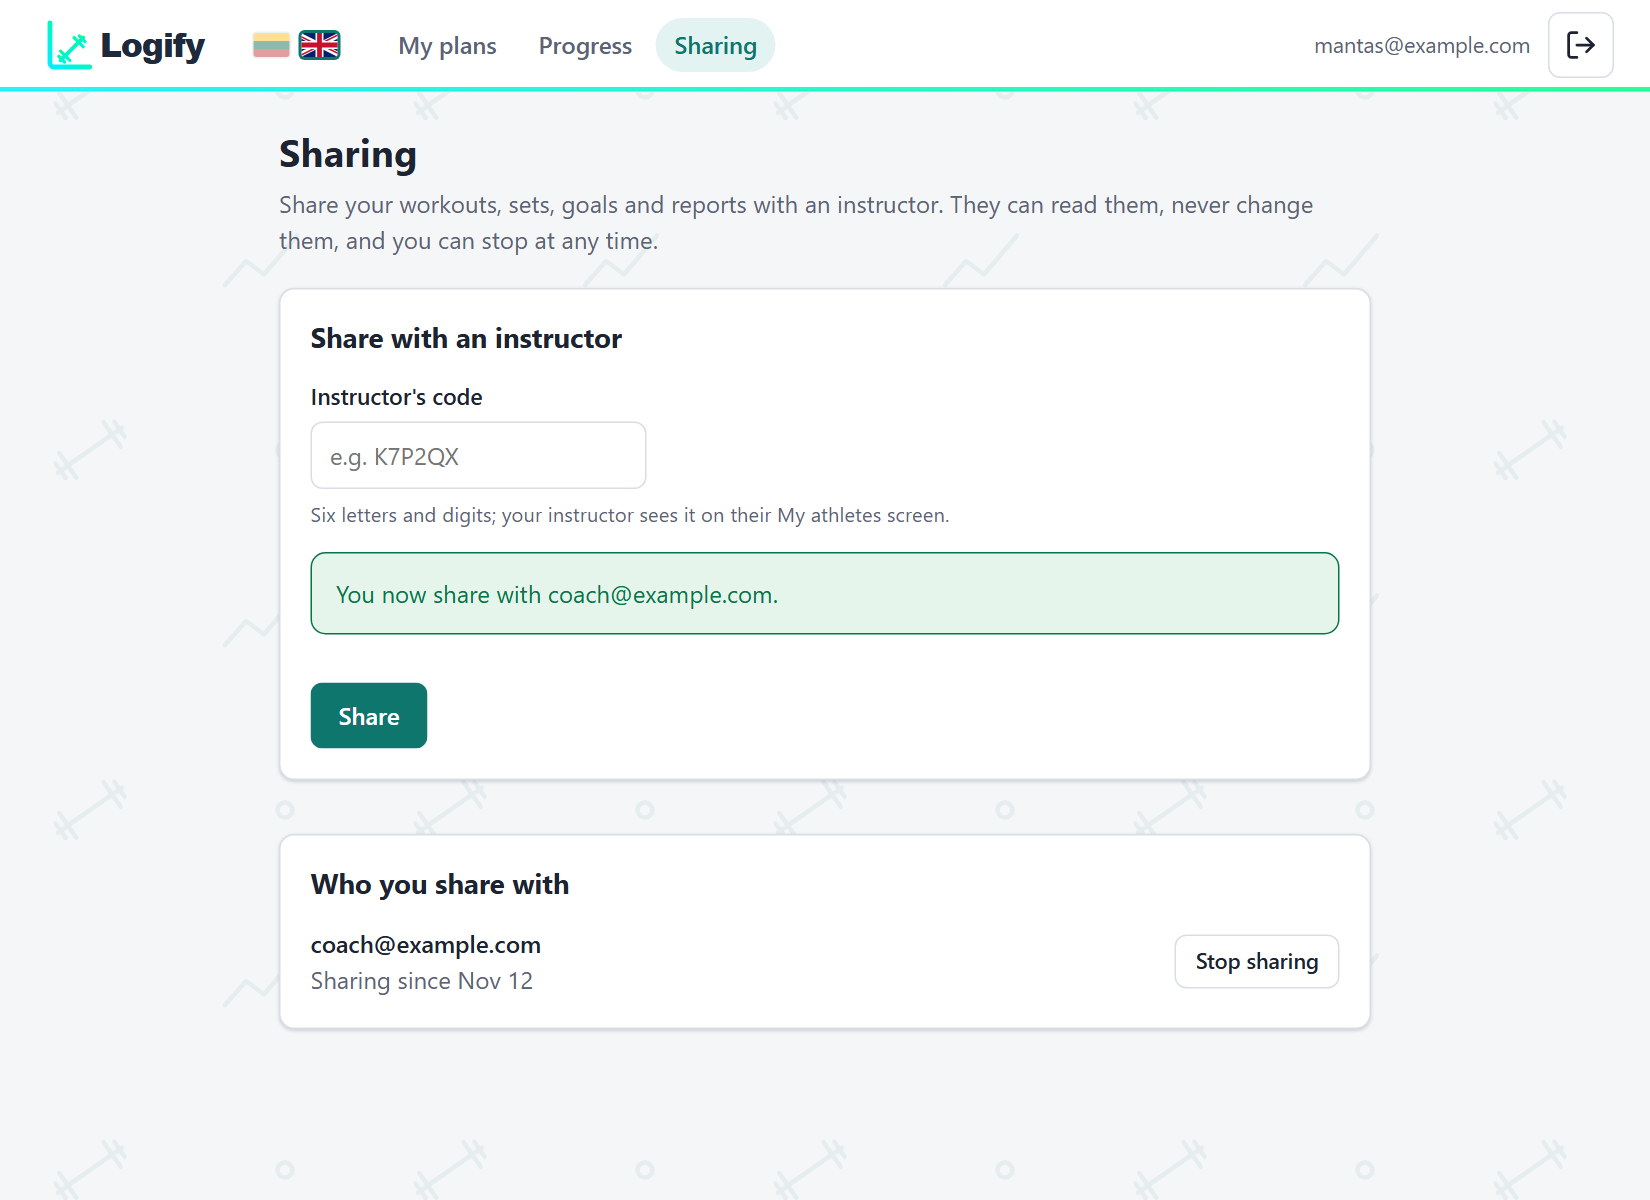 Logify
My plans
Progress
Sharing
mantas@example.com
Sharing
Share your workouts, sets, goals and reports with an instructor. They can read them, never change
them, and you can stop at any time.
Share with an instructor
Instructor's code
e.g. K7P2QX
Six letters and digits; your instructor sees it on their My athletes screen.
You now share with coach@example.com.
Share
Who you share with
coach@example.com
Sharing since Nov 12
Stop sharing